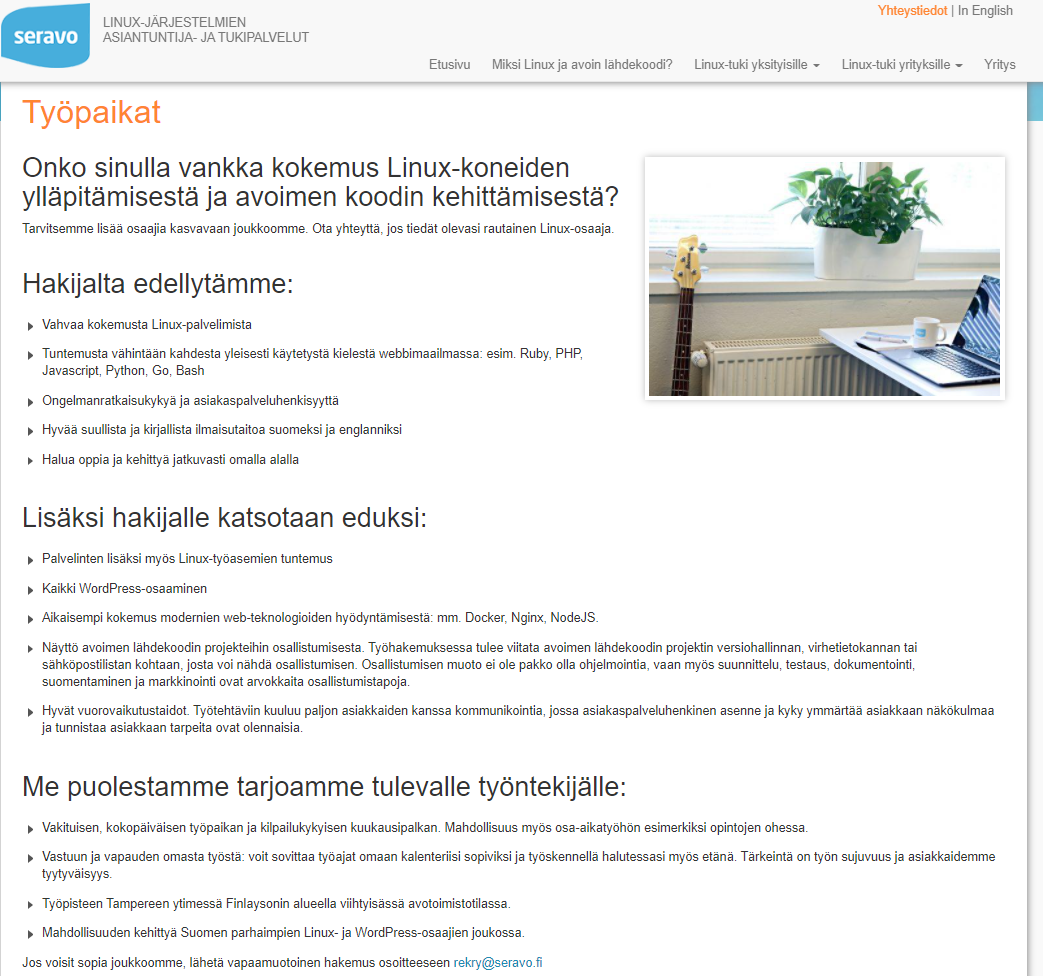 Yhteystiedot | In English
seravo
LINUX-JÄRJESTELMIEN
ASIANTUNTIJA- JA TUKIPALVELUT
Etusivu Miksi Linux ja avoin lähdekoodi? Linux-tuki yksityisille Linux-tuki yrityksille Yritys
Työpaikat
Onko sinulla vankka kokemus Linux-koneiden
ylläpitämisestä ja avoimen koodin kehittämisestä?
Tarvitsemme lisää osaajia kasvavaan joukkoomme. Ota yhteyttä, jos tiedät olevasi rautainen Linux-osaaja.
Hakijalta edellytämme:
Vahvaa kokemusta Linux-palvelimista
Tuntemusta vähintään kahdesta yleisesti käytetystä kielestä webbimaailmassa: esim. Ruby, PHP,
Javascript, Python, Go, Bash
Ongelmanratkaisukykyä ja asiakaspalveluhenkisyyttä
Hyvää suullista ja kirjallista ilmaisutaitoa suomeksi ja englanniksi
Halua oppia ja kehittyä jatkuvasti omalla alalla
Lisäksi hakijalle katsotaan eduksi:
Palvelinten lisäksi myös Linux-työasemien tuntemus
Kaikki WordPress-osaaminen
Aikaisempi kokemus modernien web-teknologioiden hyödyntämisestä: mm. Docker, Nginx, NodeJS.
Näyttö avoimen lähdekoodin projekteihin osallistumisesta. Työhakemuksessa tulee viitata avoimen lähdekoodin projektin versiohallinnan, virhetietokannan tai
sähköpostilistan kohtaan, josta voi nähdä osallistumisen. Osallistumisen muoto ei ole pakko olla ohjelmointia, vaan myös suunnittelu, testaus, dokumentointi,
suomentaminen ja markkinointi ovat arvokkaita osallistumistapoja.
Hyvät vuorovaikutustaidot. Työtehtäviin kuuluu paljon asiakkaiden kanssa kommunikointia, jossa asiakaspalveluhenkinen asenne ja kyky ymmärtää asiakkaan näkökulmaa
ja tunnistaa asiakkaan tarpeita ovat olennaisia.
Me puolestamme tarjoamme tulevalle työntekijälle:
Vakituisen, kokopäiväisen työpaikan ja kilpailukykyisen kuukausipalkan. Mahdollisuus myös osa-aikatyöhön esimerkiksi opintojen ohessa.
Vastuun ja vapauden omasta työstä: voit sovittaa työajat omaan kalenteriisi sopiviksi ja työskennellä halutessasi myös etänä. Tärkeintä on työn sujuvuus ja asiakkaidemme
tyytyväisyys.
Työpisteen Tampereen ytimessä Finlaysonin alueella viihtyisässä avotoimistotilassa.
Mahdollisuuden kehittyä Suomen parhaimpien Linux- ja WordPress-osaajien joukossa.
Jos voisit sopia joukkoomme, lähetä vapaamuotoinen hakemus osoitteeseen rekry@seravo.fi